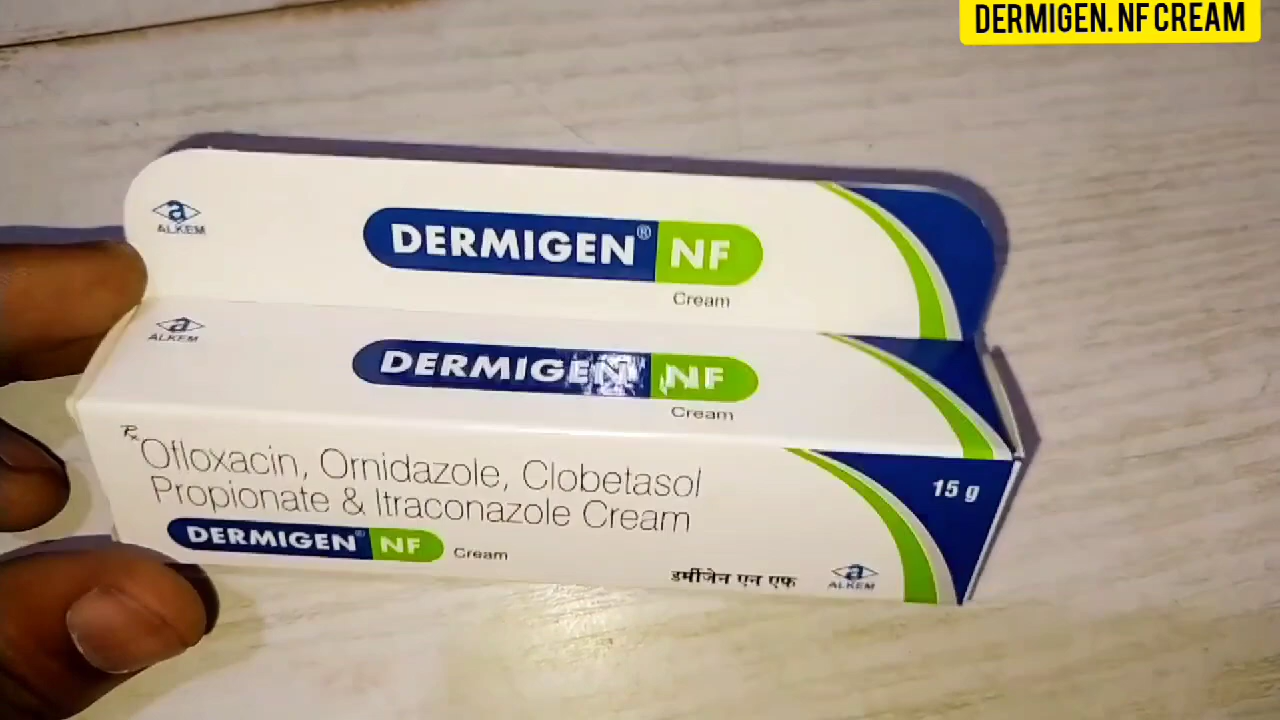 DERMIGEN.NF CREAM
a
ALKEM
DERMIGEN® NF
Cream
a
ALKEM
DERMIGEN NF
Cream
Rx
Ofloxacin, Ornidazole, Clobetasol
Propionate & Itraconazole Cream
DERMIGEN® NF Cream
15 g
डर्मीजेन एन एफ
a
ALKEM